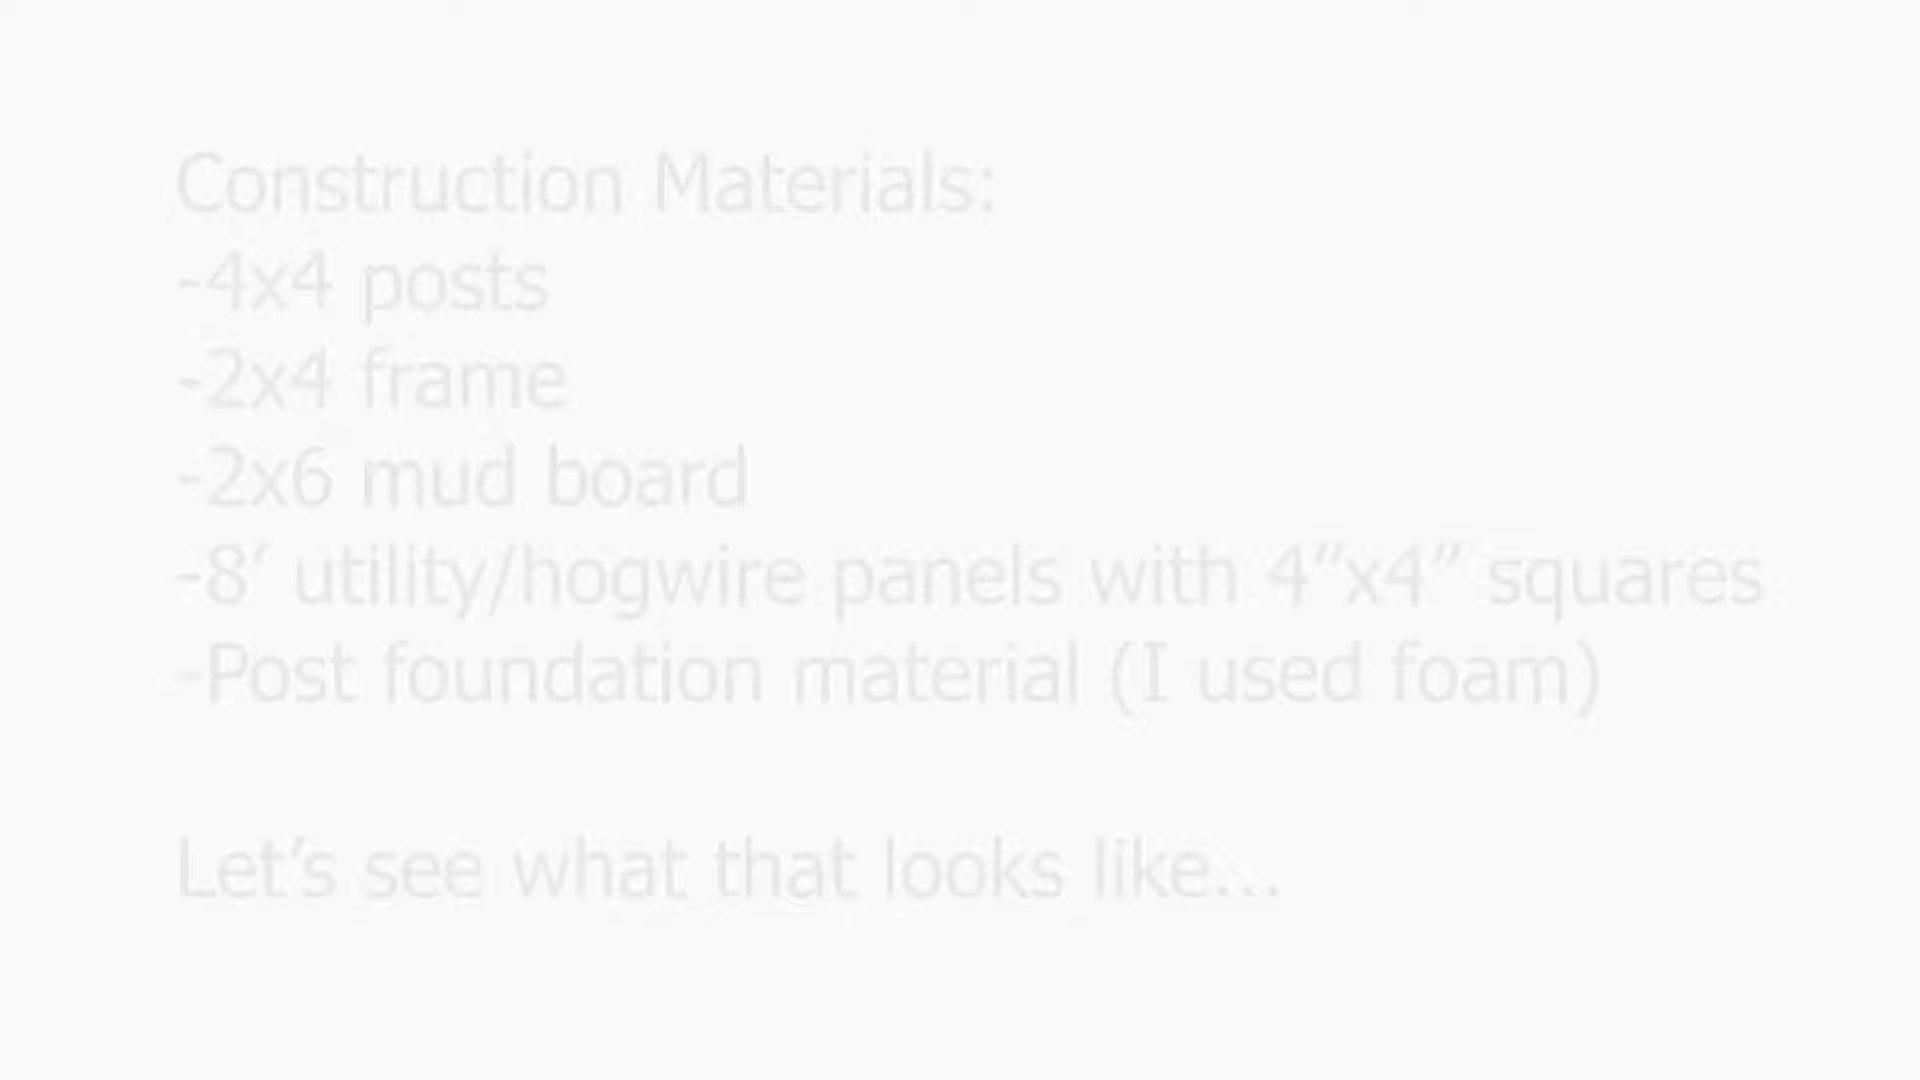 Construction Materials:
-4x4 posts
-2x4 frame
-2x6 mud board
-8’ utility/hogwire panels with 4”x4” squares
-Post foundation material (I used foam)
Let’s see what that looks like…